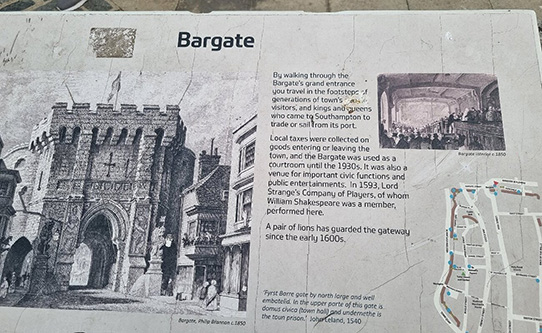 Bargate
By walking through the
Bargate's grand entrance
you travel in the footsteps of
generations of town's
visitors, and kings and queens
who came to Southampton to
trade or sail from its port.
Local taxes were collected on
goods entering or leaving the
town, and the Bargate was used as a
courtroom until the 1930s. It was also a
venue for important civic functions and
public entertainments. In 1593, Lord
Strange's Company of Players, of whom
William Shakespeare was a member,
performed here.
A pair of lions has guarded the gateway
since the early 1600s.
'Fyrst Barre gate by north large and well
embatelia. In the upper parte of this gate is
domus civica (town hall) and undernethe is
the town prison.' John Leland, 1540
Bargate, Philip Brannon c.1850
Bargate c.1850